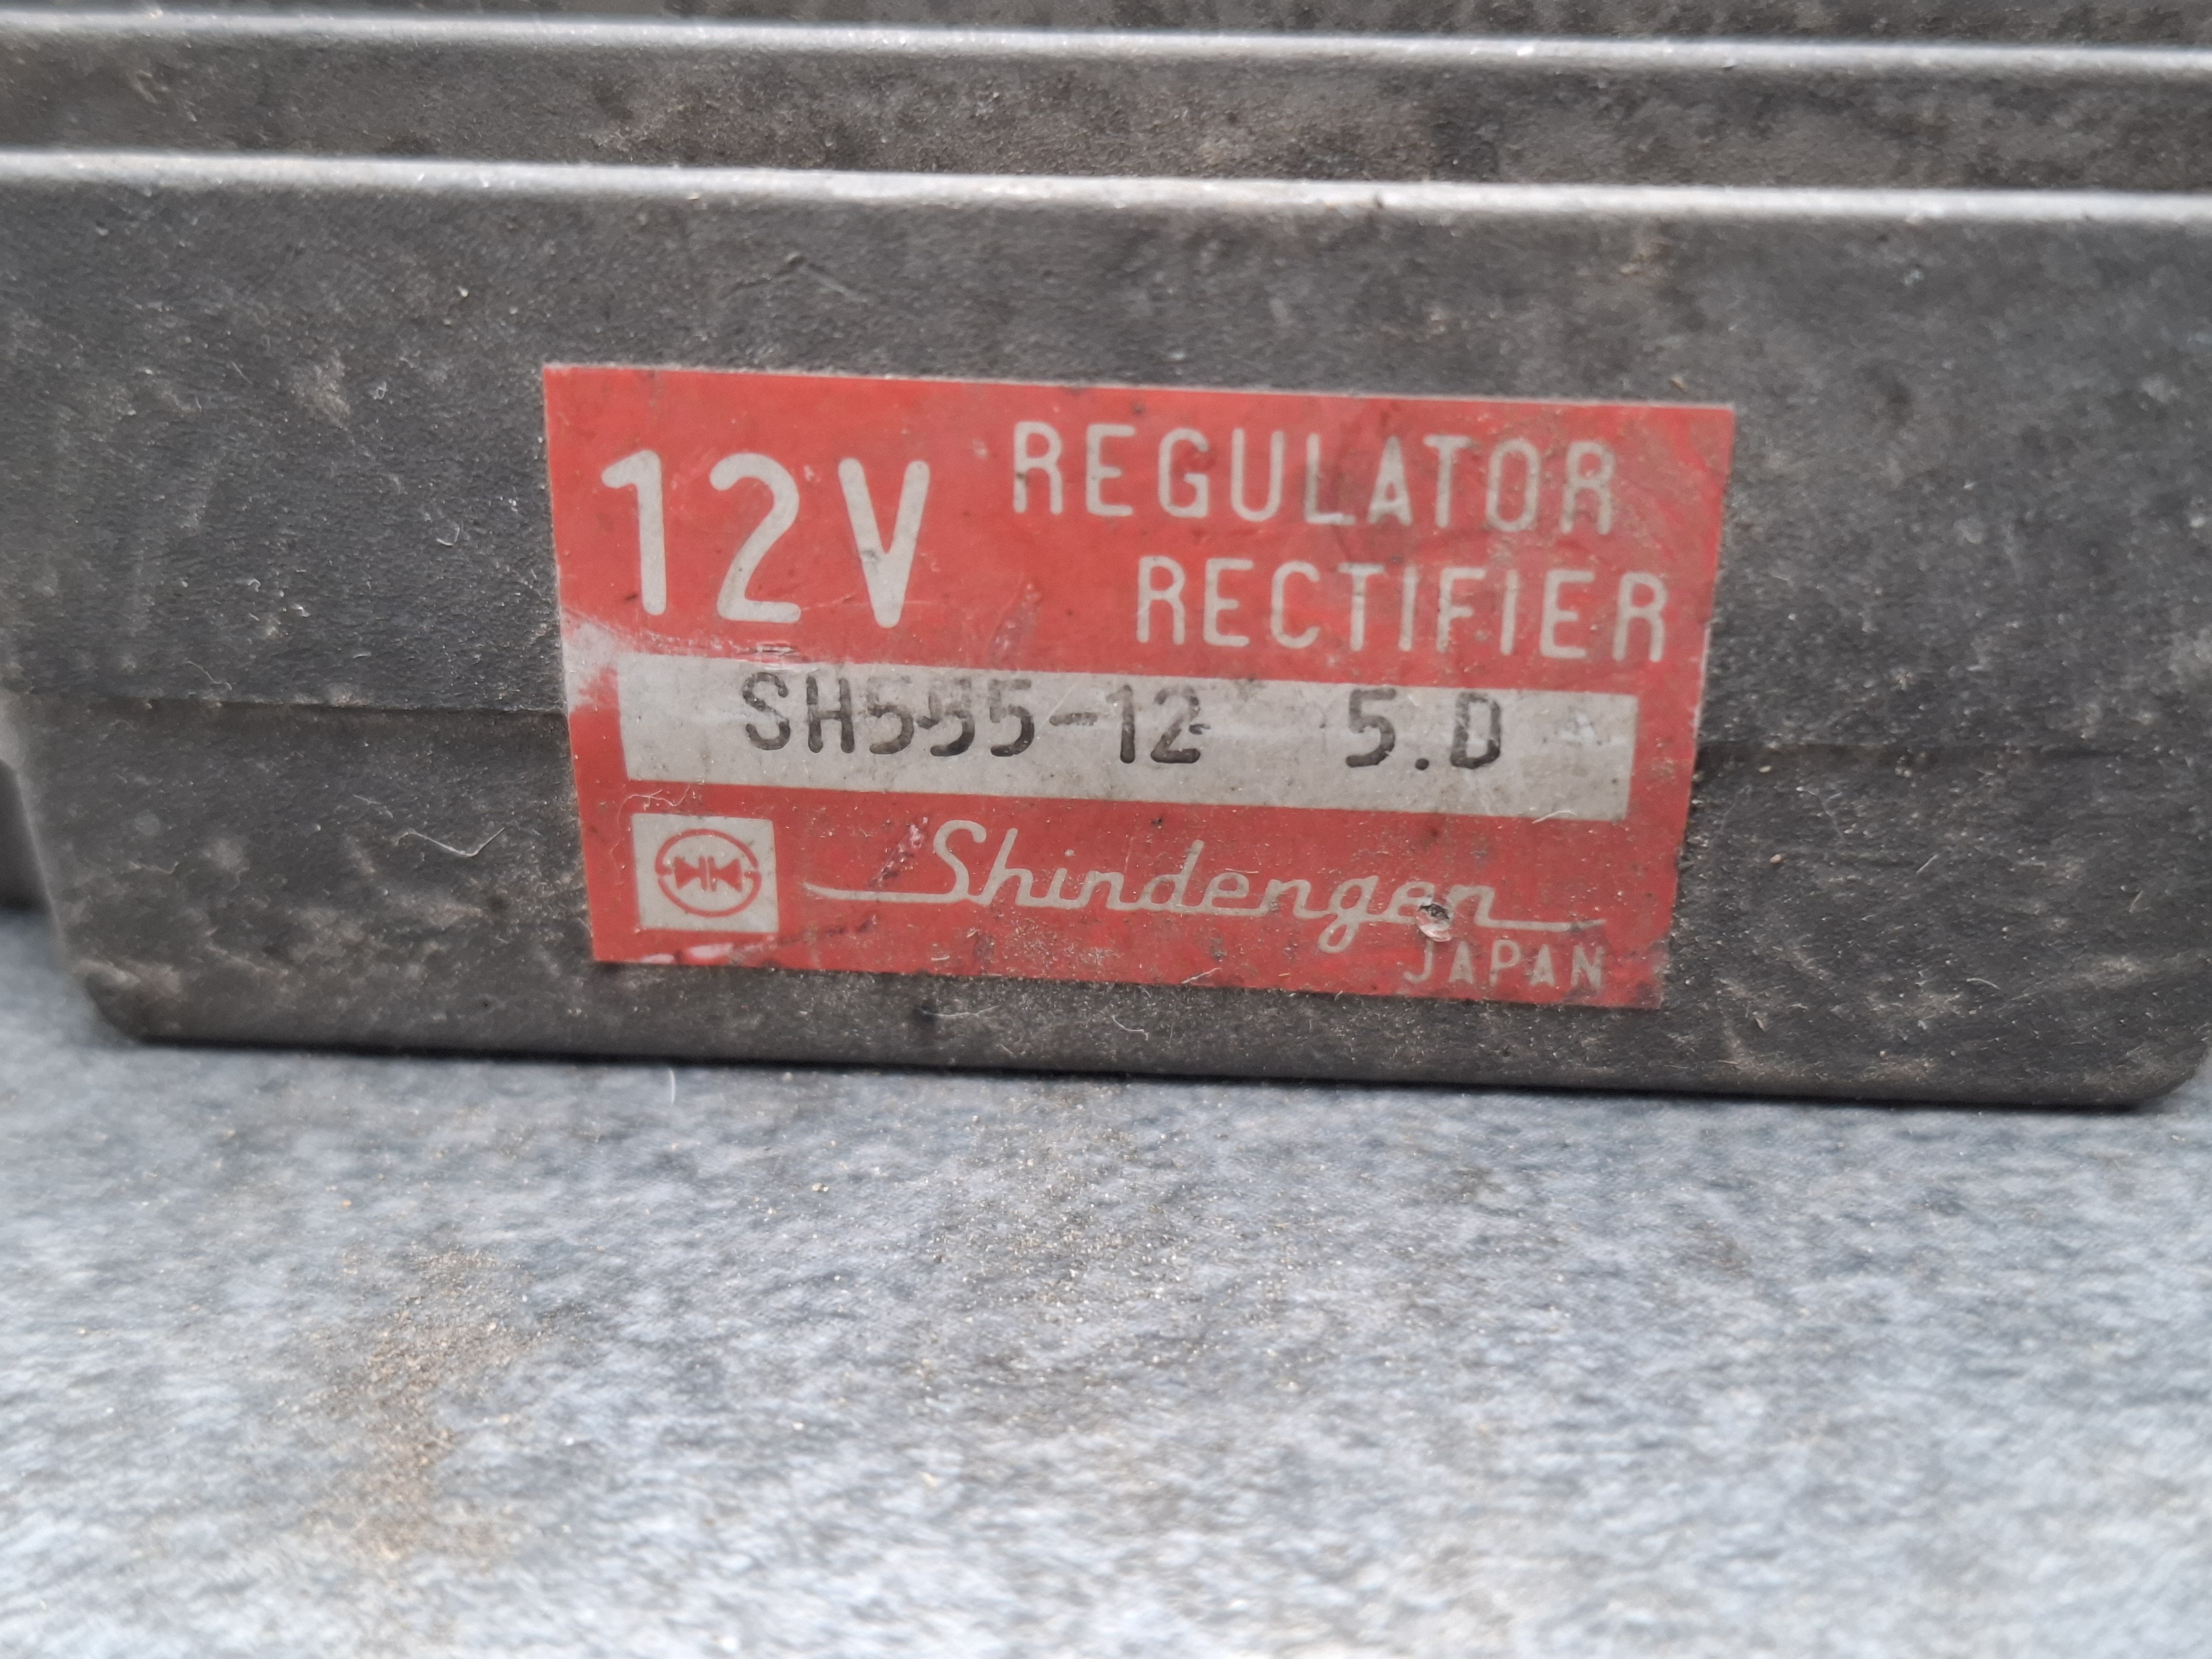 12V REGULATOR
RECTIFIER
SH555-12 5.D
Shindengen
JAPAN